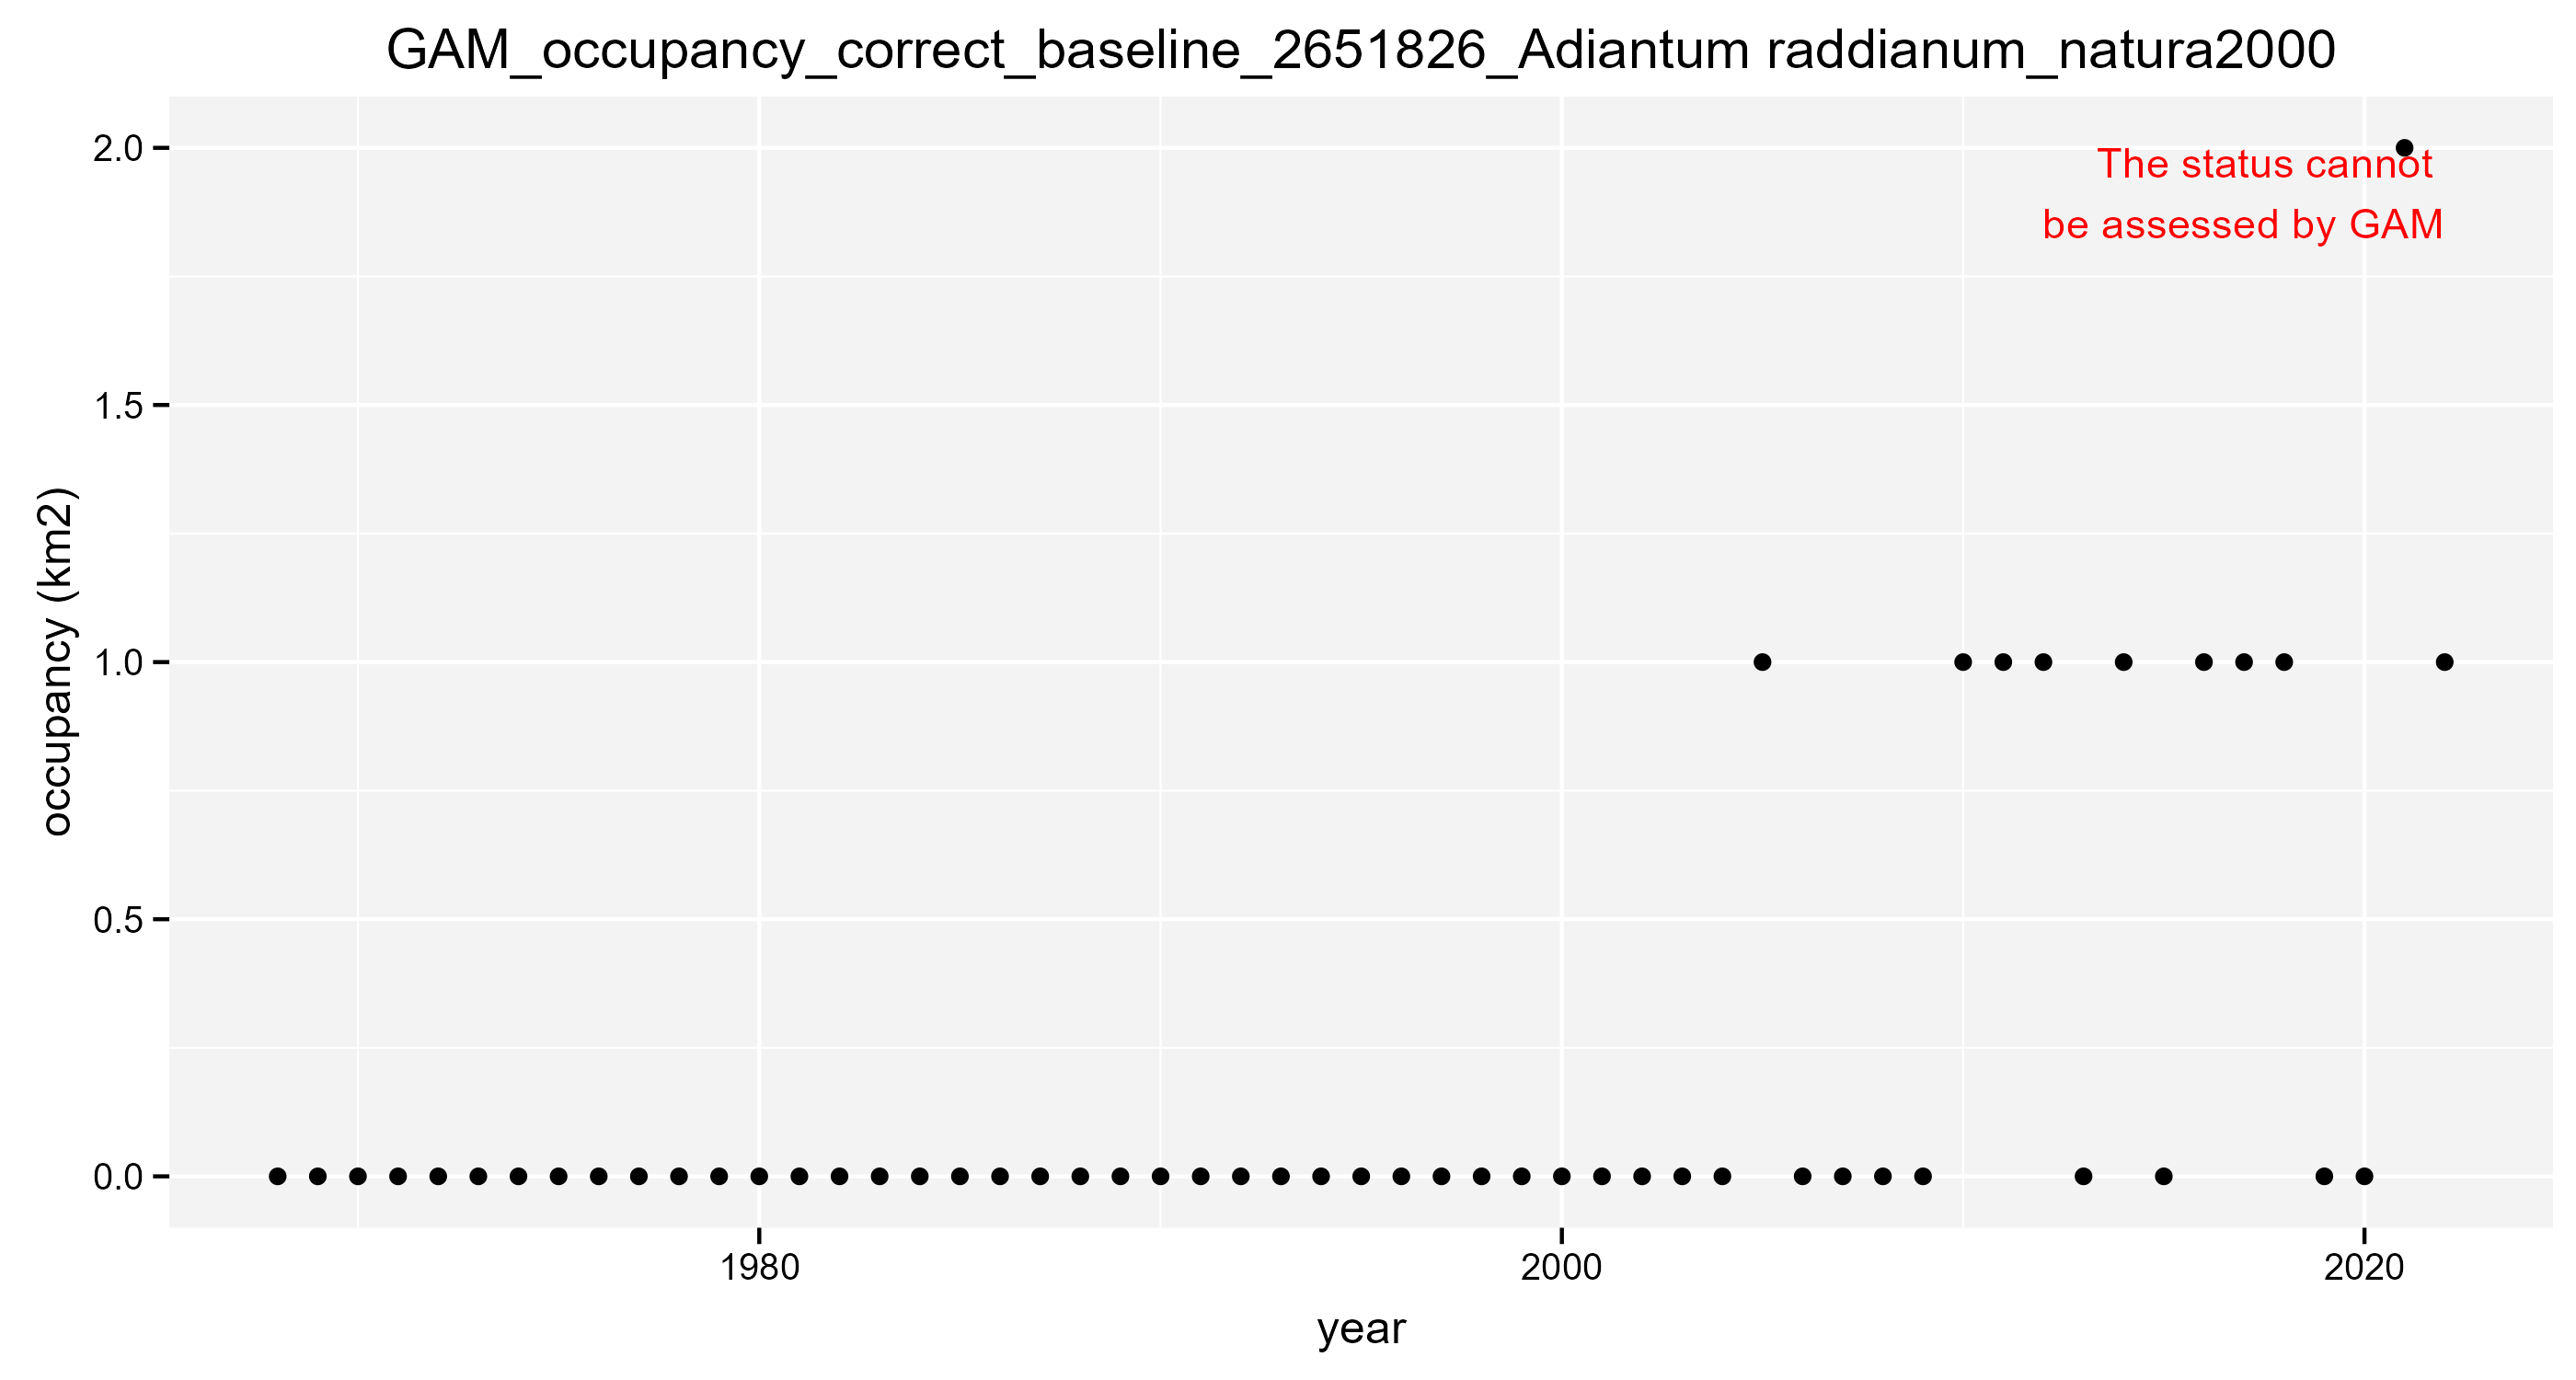 GAM_occupancy_correct_baseline_2651826_Adiantum raddianum_natura2000
2.0
The status cannot
be assessed by GAM
1.5
occupancy (km2)
1.0
0.5
0.0
1980 2000 2020
year